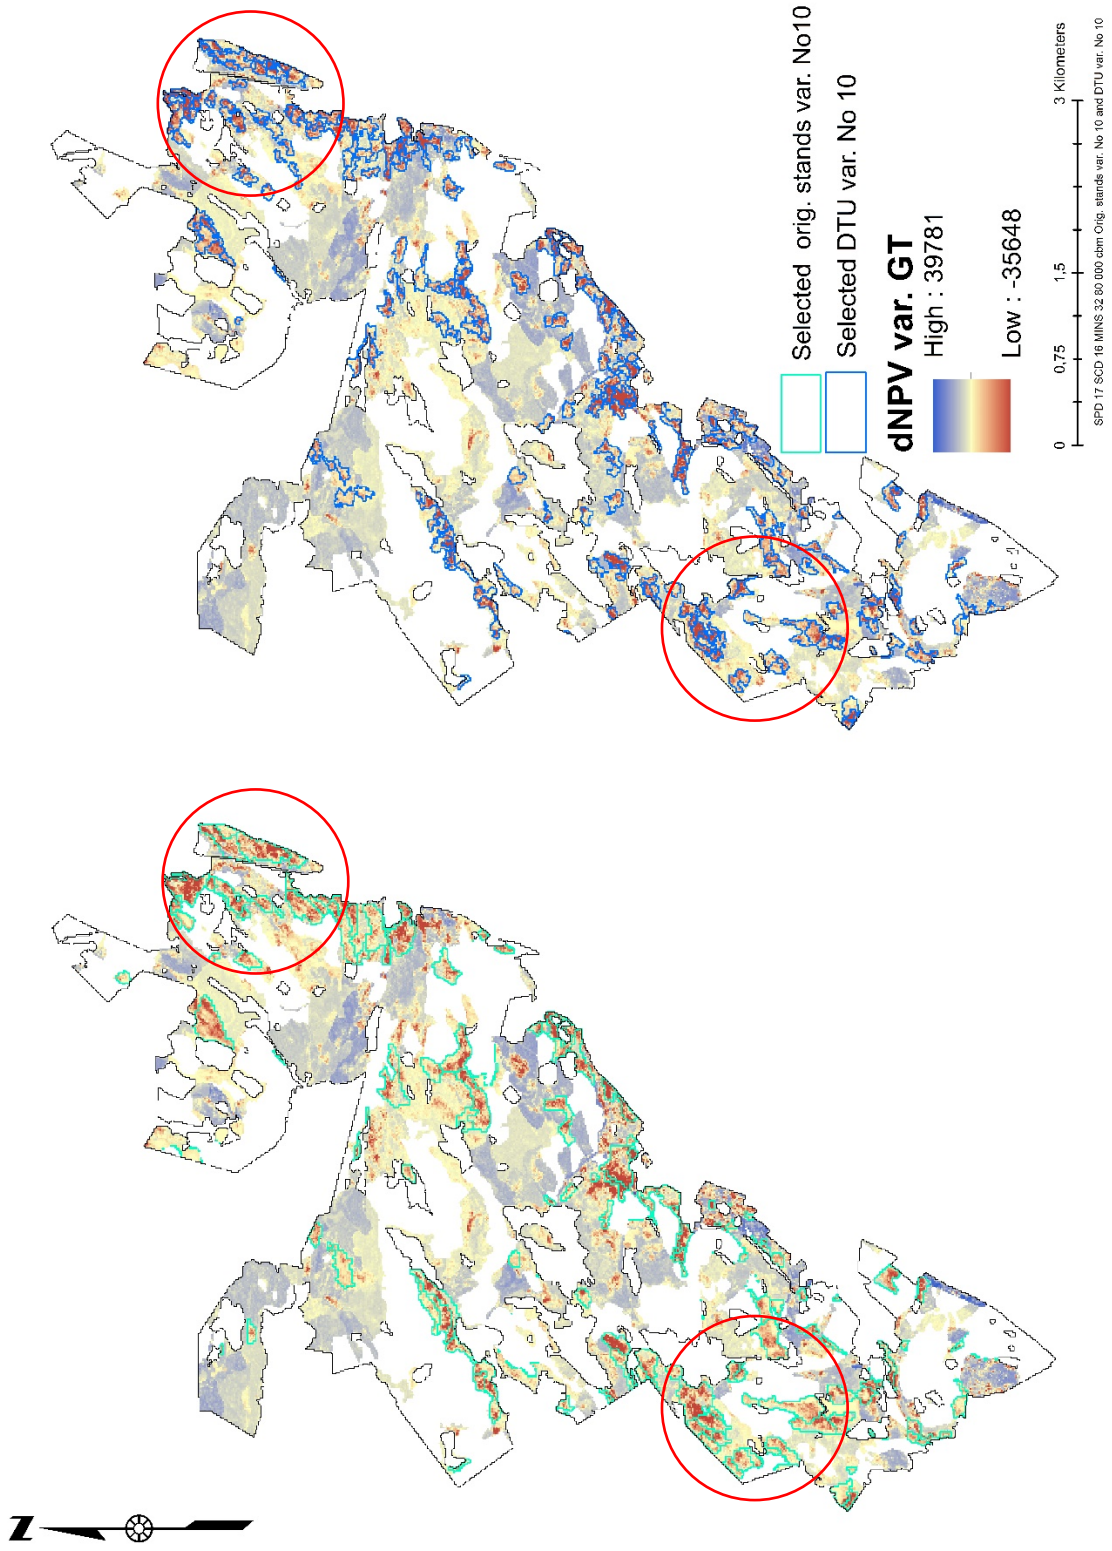 N
Selected orig. stands var. No10
Selected DTU var. No 10
dNPV var. GT
High : 39781
Low : -35648
0 0,75 1,5 3 Kilometers
SPD 17 SCD 16 MINS 32 80 000 cbm Orig. stands var. No 10 and DTU var. No 10